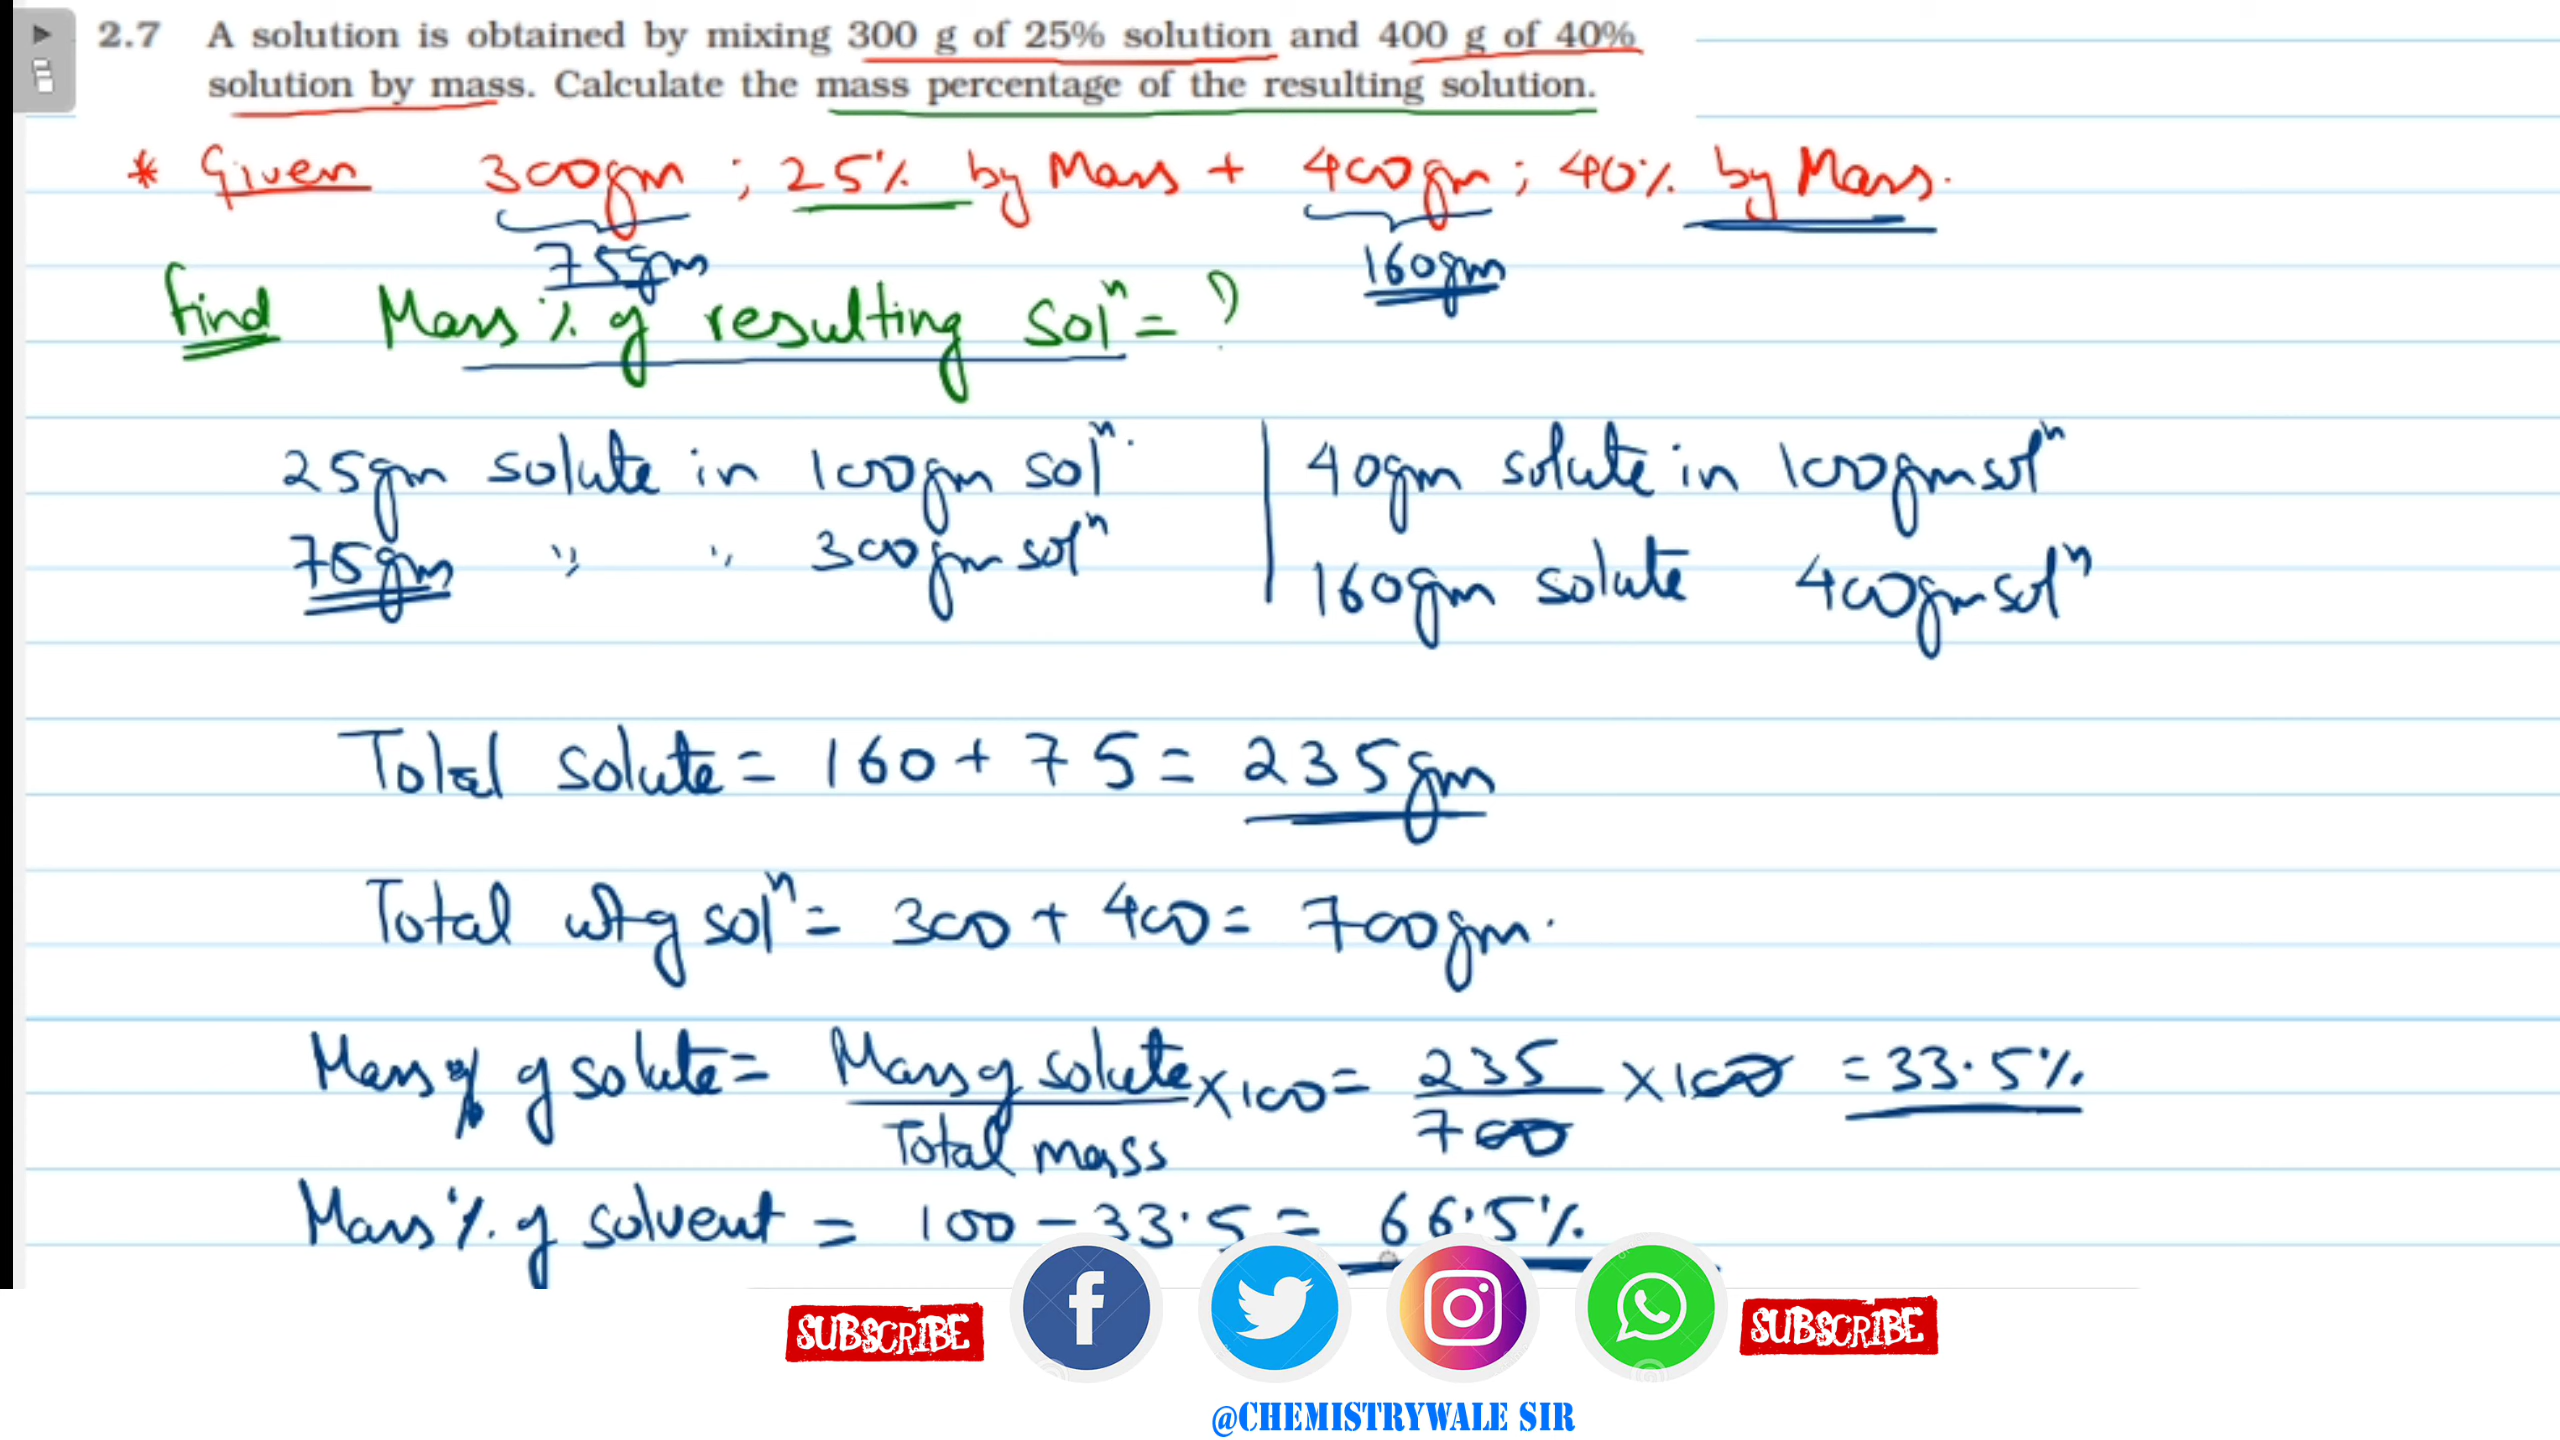 2.7 A solution is obtained by mixing 300 g of 25% solution and 400 g of 40%
solution by mass. Calculate the mass percentage of the resulting solution.
* Given 300gm ; 25% by Mass + 400gm ; 40% by Mass.
75gm 160gm
find Mass % of resulting solⁿ = ?
25gm solute in 100gm solⁿ.
75gm " " 300gm solⁿ
40gm solute in 100gm solⁿ
160gm solute 400gm solⁿ
Total solute = 160 + 75 = 235gm
Total wt of solⁿ = 300 + 400 = 700gm.
Mass % of solute = Mass of solute / Total mass × 100 = 235 / 700 × 100 = 33.5%
Mass % of solvent = 100 - 33.5 = 66.5%
SUBSCRIBE SUBSCRIBE
@CHEMISTRYWALE SIR